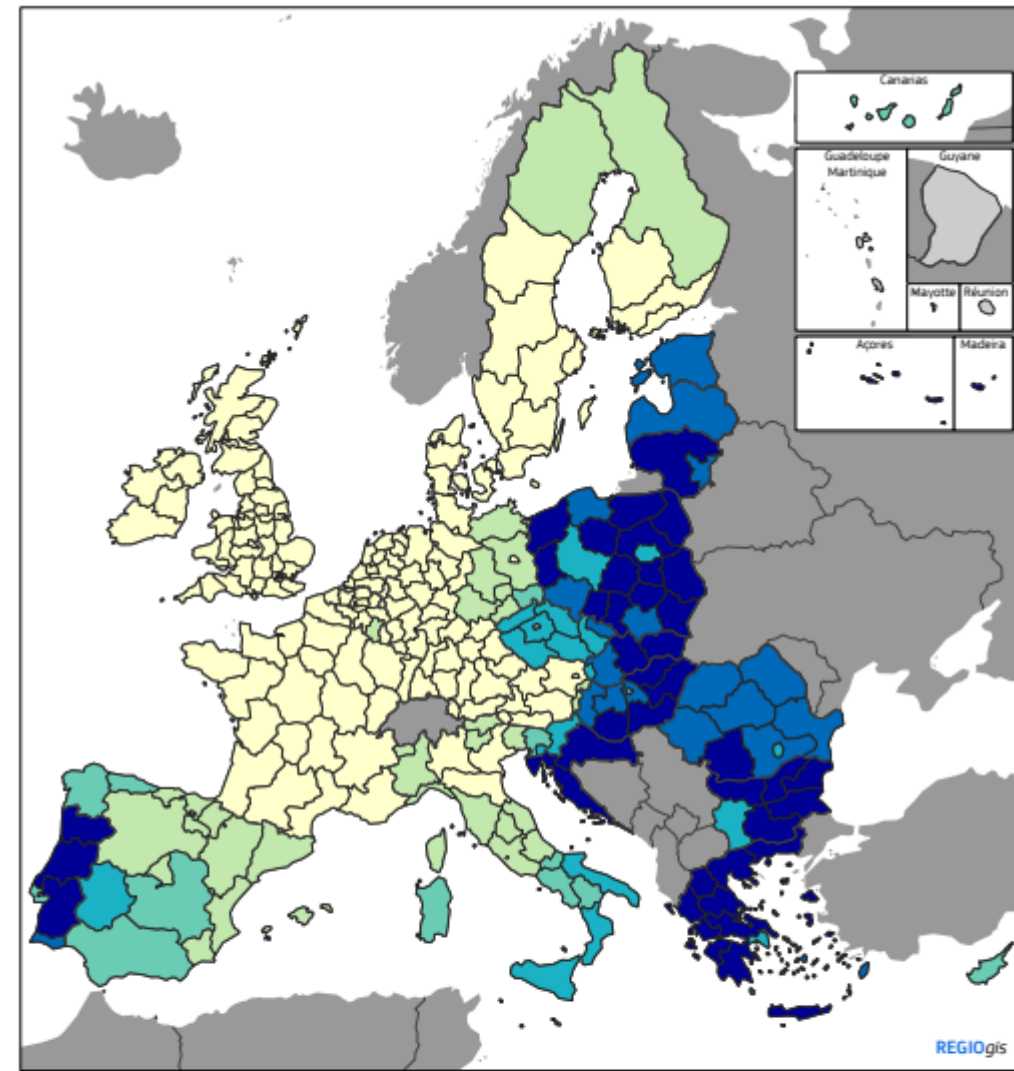 Canarias
Guadeloupe
Martinique
Guyane
Mayotte
Réunion
Açores
Madeira
REGIOgis